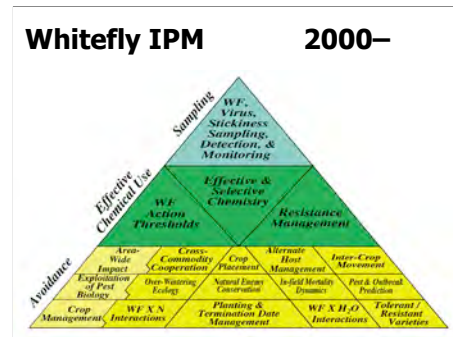 Whitefly IPM 2000–
Sampling
WF,
Virus,
Stickiness
Sampling,
Detection, &
Monitoring
Effective
Chemical Use
Effective &
Selective
Chemistry
WF
Action
Thresholds
Resistance
Management
Avoidance
Area-
Wide
Impact
Cross-
Commodity
Cooperation
Crop
Placement
Alternate
Host
Management
Inter-Crop
Movement
Exploitation
of Pest
Biology
Over-Wintering
Ecology
Natural Enemy
Conservation
In-field Mortality
Dynamics
Pest & Outbreak
Prediction
Crop
Management
WF X N
Interactions
Planting &
Termination Date
Management
WF X H₂O
Interactions
Tolerant /
Resistant
Varieties